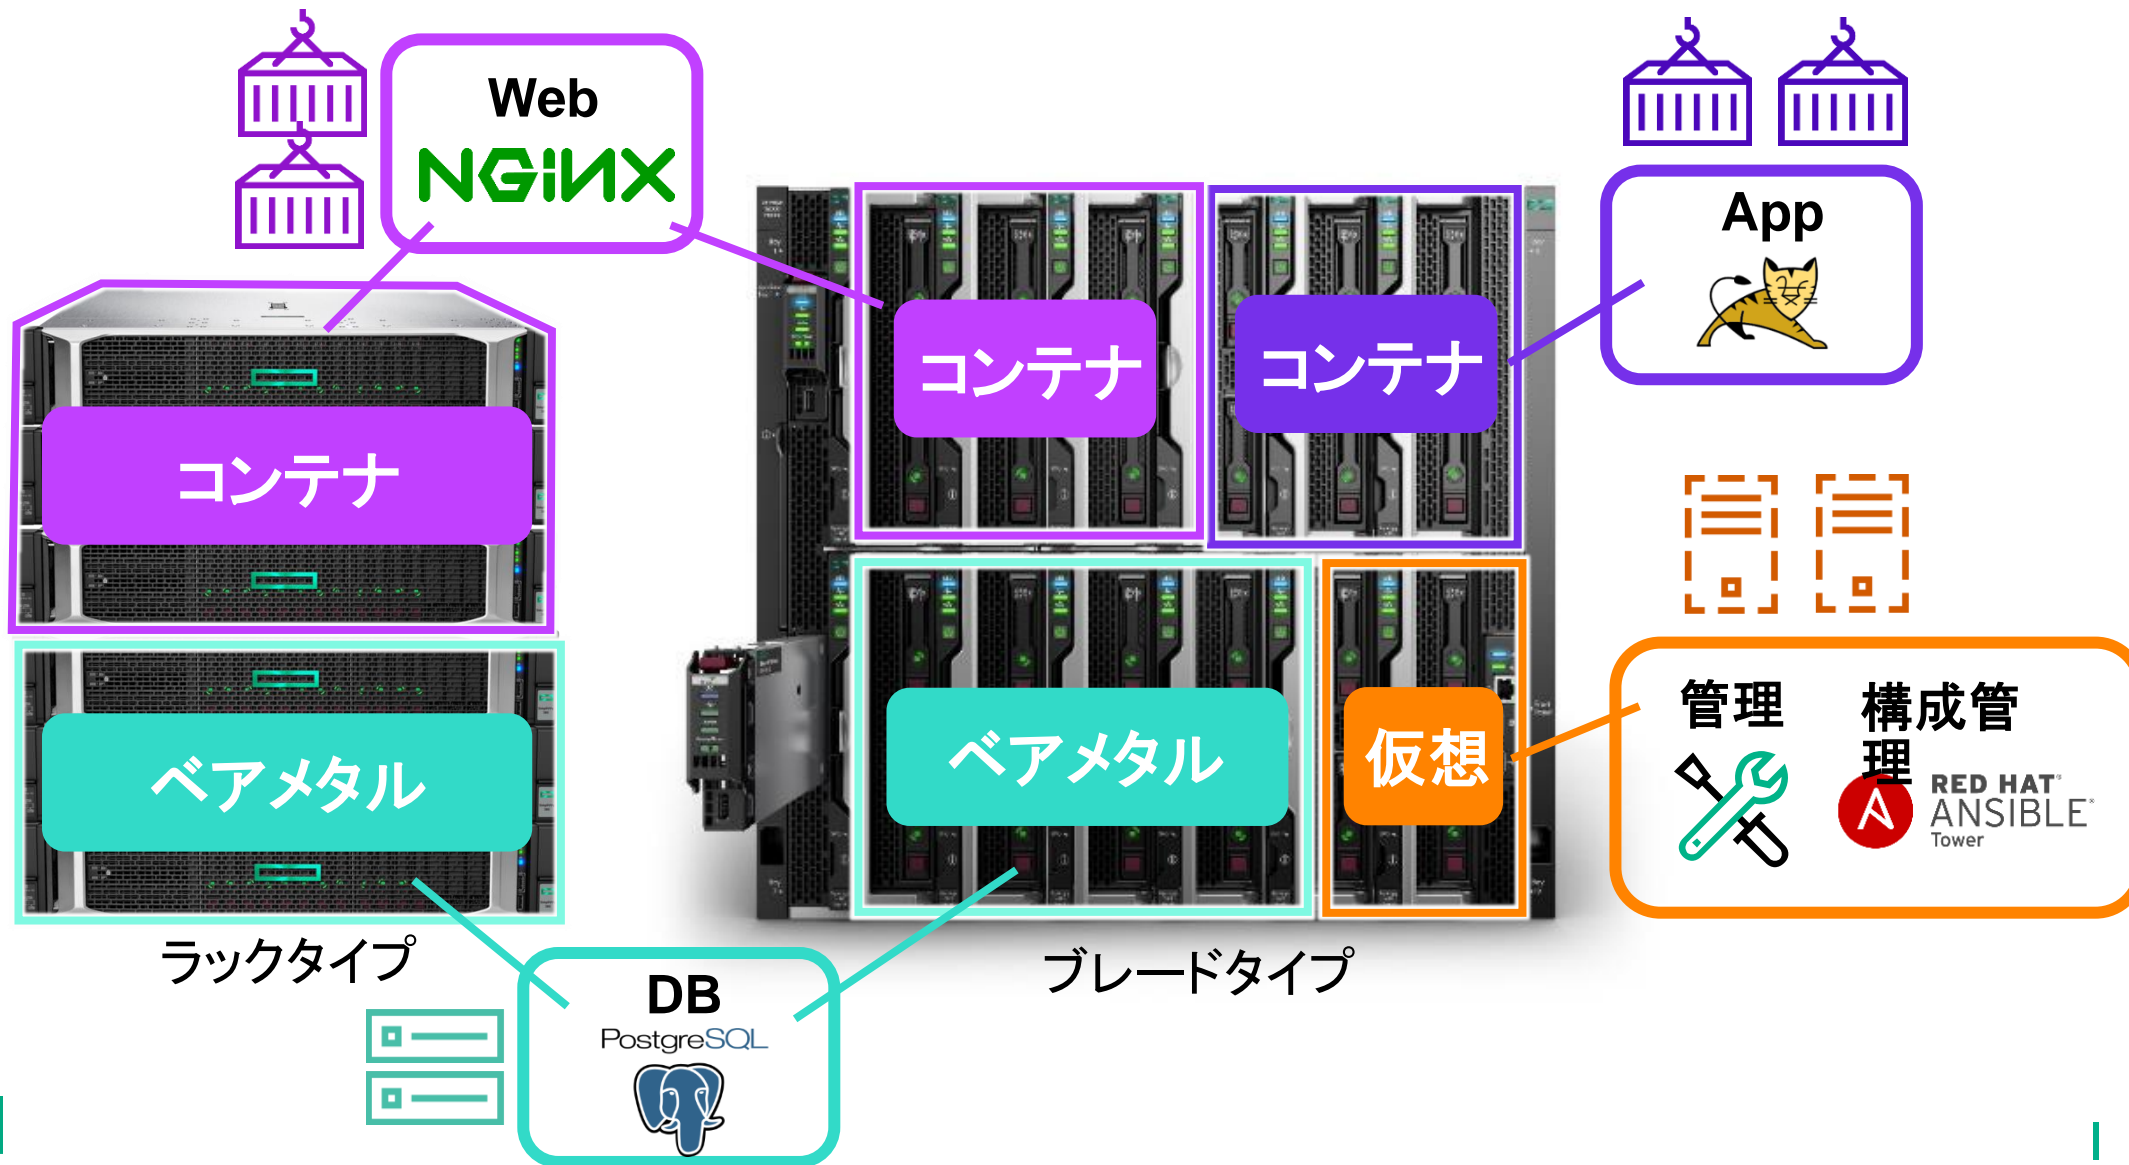 Web
NGINX
App
コンテナ
コンテナ
コンテナ
ベアメタル
ベアメタル
仮想
管理
構成管
理
RED HAT
ANSIBLE
Tower
ラックタイプ
ブレードタイプ
DB
PostgreSQL